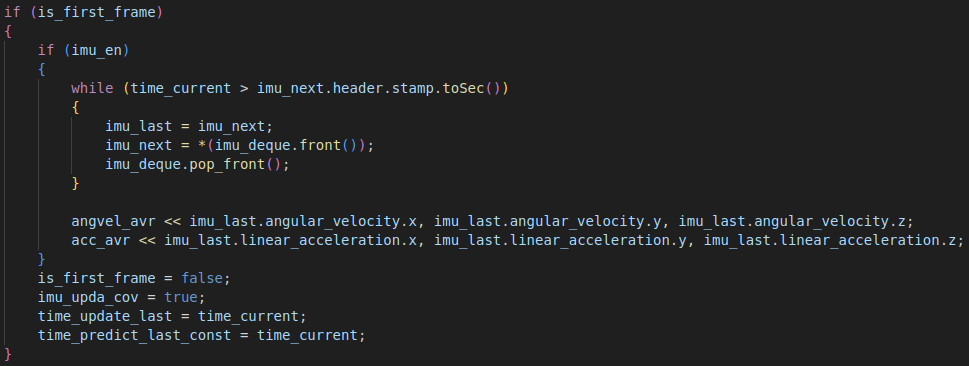 if (is_first_frame)
{
    if (imu_en)
    {
        while (time_current > imu_next.header.stamp.toSec())
        {
            imu_last = imu_next;
            imu_next = *(imu_deque.front());
            imu_deque.pop_front();
        }

        angvel_avr << imu_last.angular_velocity.x, imu_last.angular_velocity.y, imu_last.angular_velocity.z;
        acc_avr << imu_last.linear_acceleration.x, imu_last.linear_acceleration.y, imu_last.linear_acceleration.z;
    }
    is_first_frame = false;
    imu_upda_cov = true;
    time_update_last = time_current;
    time_predict_last_const = time_current;
}